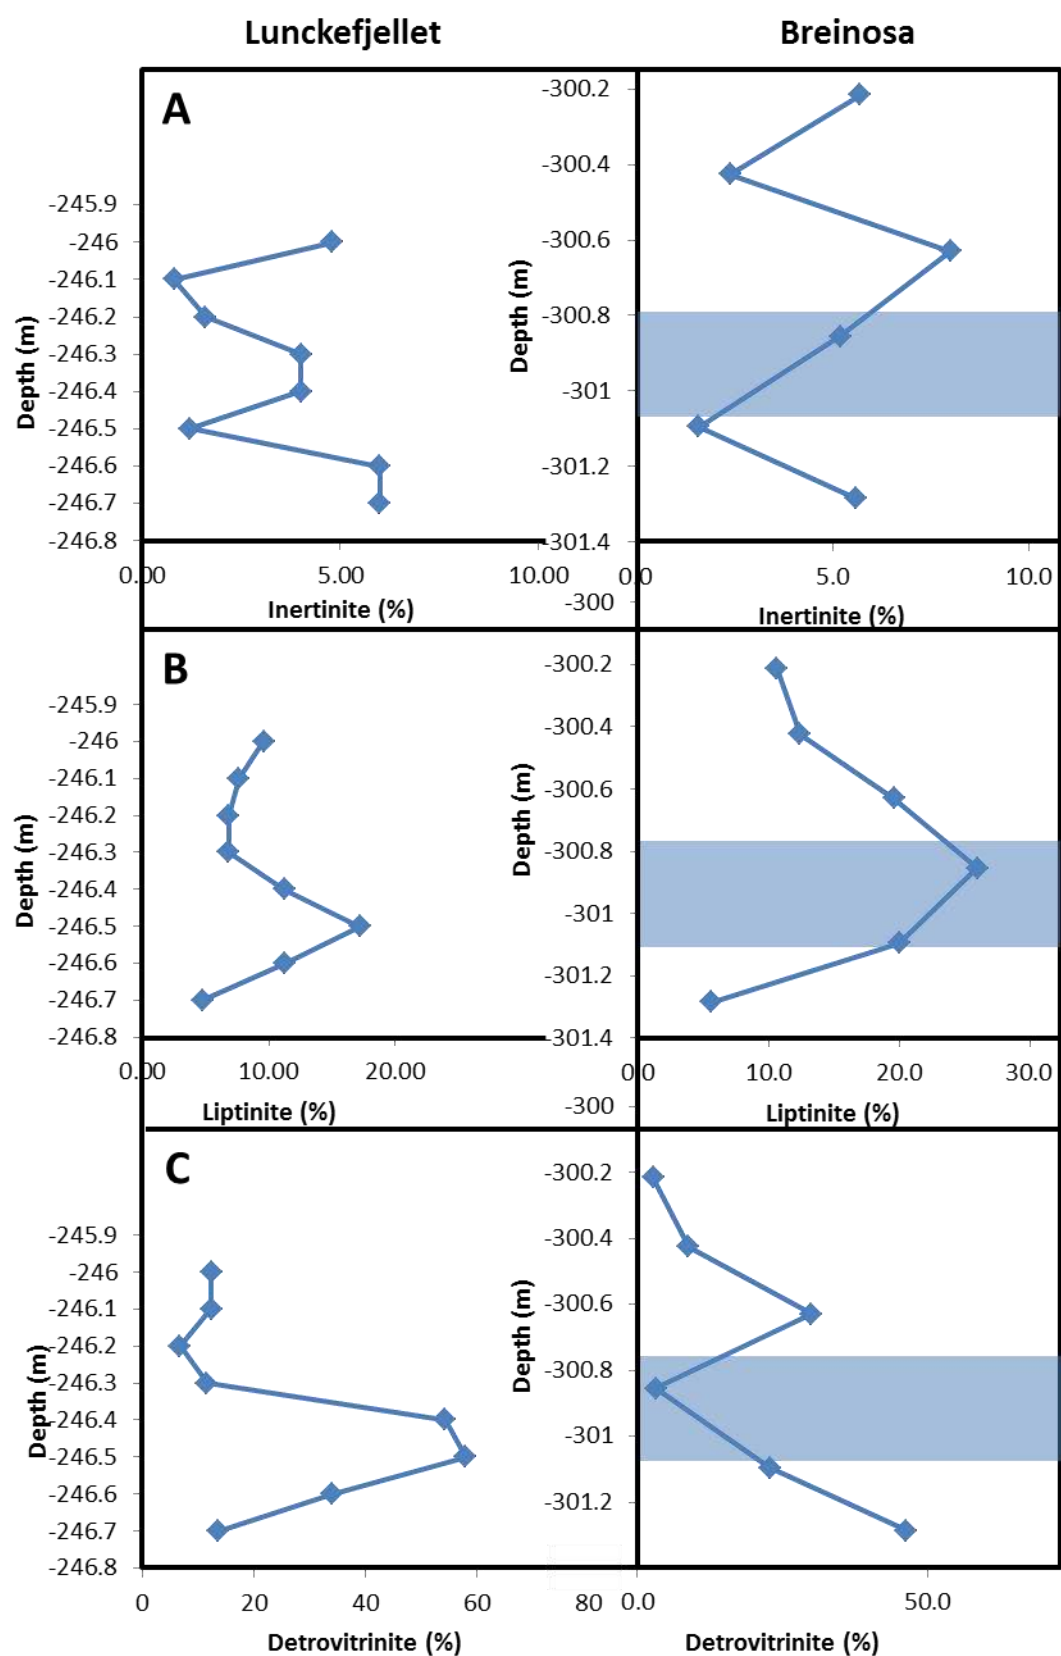 Lunckefjellet Breinosa
A
Depth (m)
-245.9
-246
-246.1
-246.2
-246.3
-246.4
-246.5
-246.6
-246.7
-246.8
0.00 5.00 10.00
Inertinite (%)
Depth (m)
-300.2
-300.4
-300.6
-300.8
-301
-301.2
-301.4
0.0 5.0 10.0
Inertinite (%)
B
Depth (m)
-245.9
-246
-246.1
-246.2
-246.3
-246.4
-246.5
-246.6
-246.7
-246.8
0.00 10.00 20.00
Liptinite (%)
Depth (m)
-300
-300.2
-300.4
-300.6
-300.8
-301
-301.2
-301.4
0.0 10.0 20.0 30.0
Liptinite (%)
C
Depth (m)
-245.9
-246
-246.1
-246.2
-246.3
-246.4
-246.5
-246.6
-246.7
-246.8
0 20 40 60 80
Detrovitrinite (%)
Depth (m)
-300
-300.2
-300.4
-300.6
-300.8
-301
-301.2
0.0 50.0
Detrovitrinite (%)